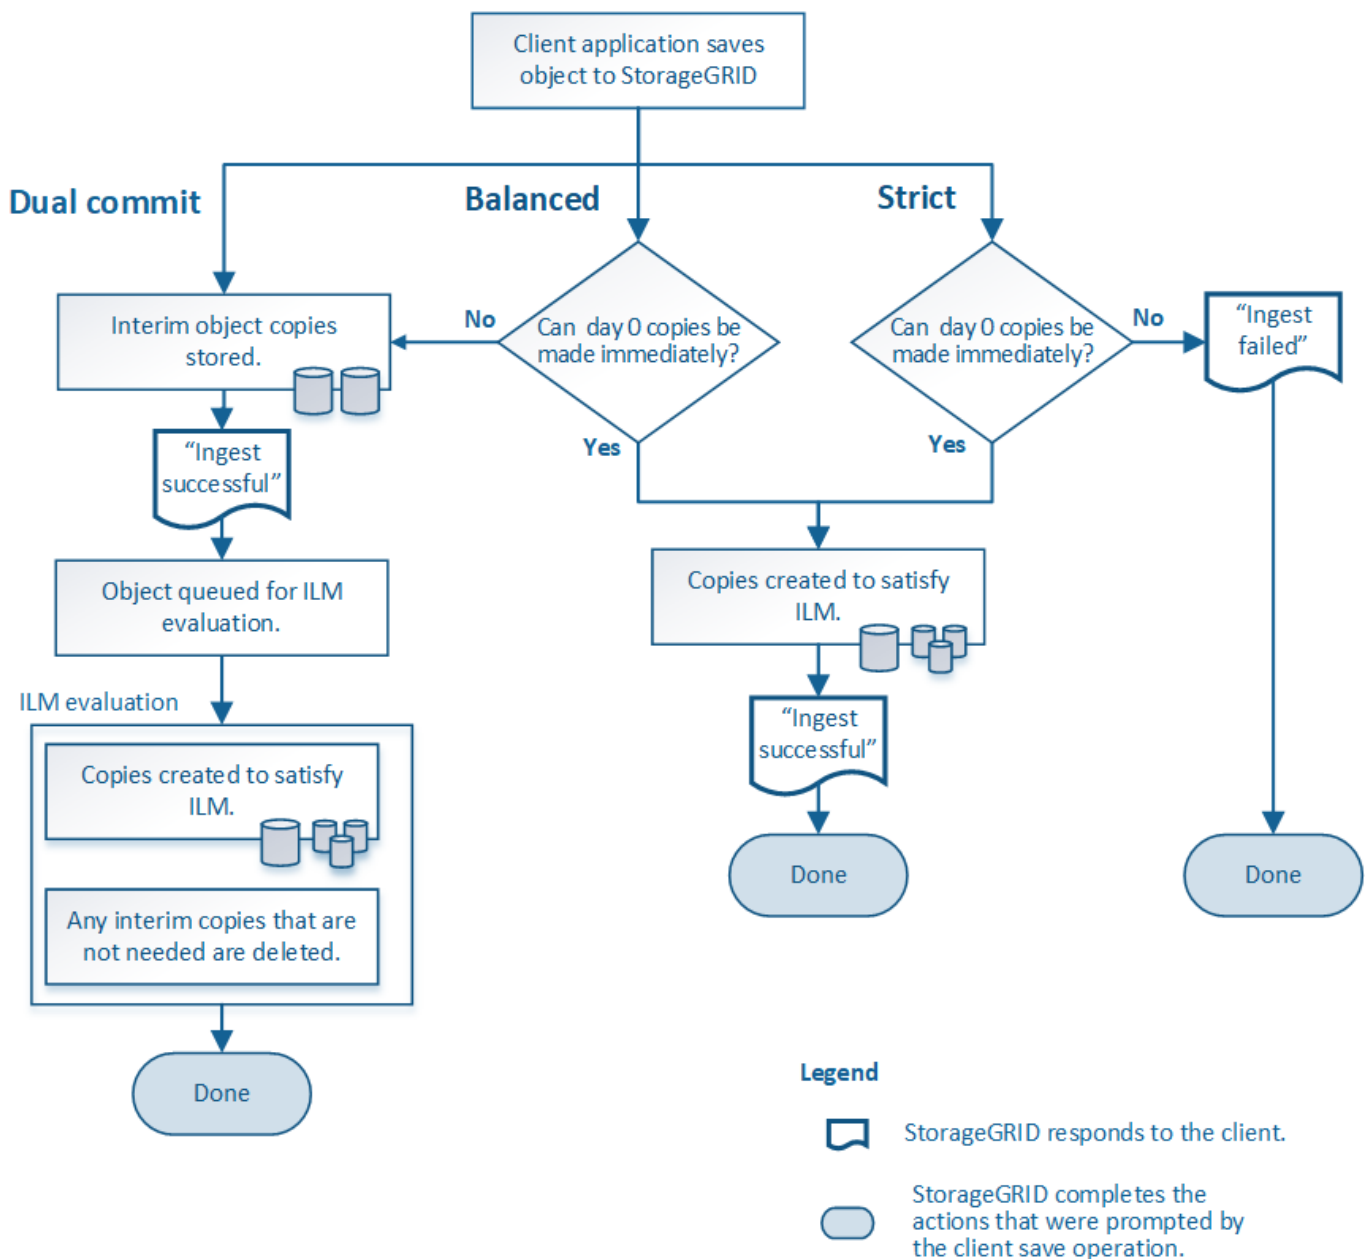 Client application saves
object to StorageGRID
Dual commit
Balanced
Strict
Interim object copies
stored.
No
Can day 0 copies be
made immediately?
Can day 0 copies be
made immediately?
No
“Ingest
failed”
Yes
Yes
“Ingest
successful”
Object queued for ILM
evaluation.
Copies created to satisfy
ILM.
ILM evaluation
“Ingest
successful”
Copies created to satisfy
ILM.
Any interim copies that are
not needed are deleted.
Done
Done
Done
Legend
StorageGRID responds to the client.
StorageGRID completes the
actions that were prompted by
the client save operation.